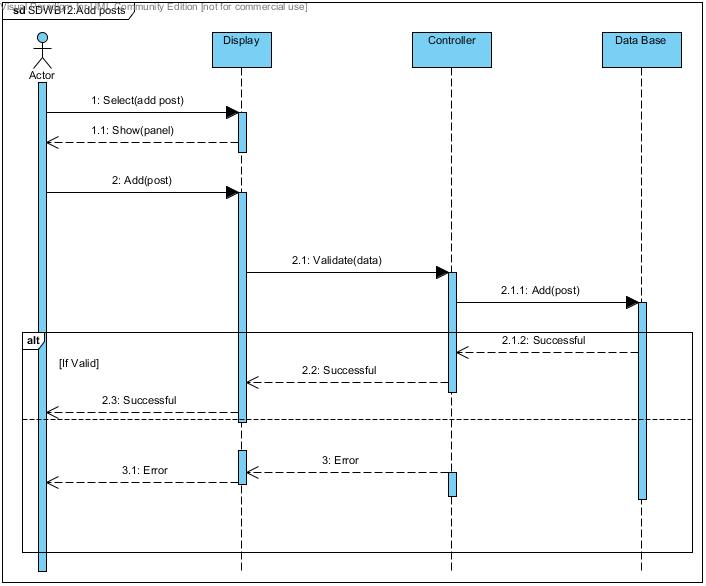 Visual Paradigm for UML Community Edition [not for commercial use]
sd SDWB12:Add posts
Display
Controller
Data Base
Actor
1: Select(add post)
1.1: Show(panel)
2: Add(post)
2.1: Validate(data)
2.1.1: Add(post)
alt
2.1.2: Successful
[If Valid]
2.2: Successful
2.3: Successful
3: Error
3.1: Error